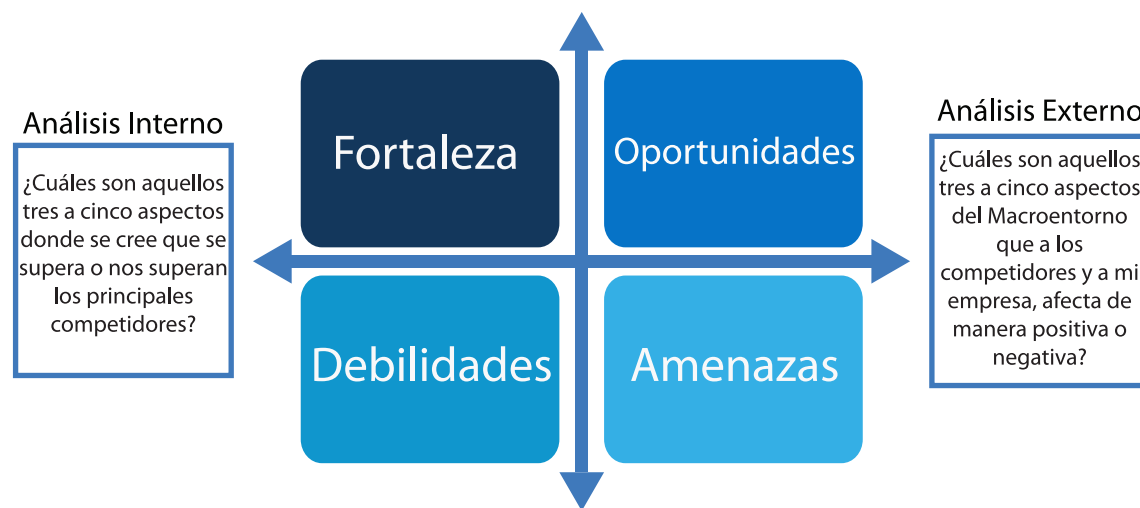 Análisis Interno
¿Cuáles son aquellos
tres a cinco aspectos
donde se cree que se
supera o nos superan
los principales
competidores?
Fortaleza
Oportunidades
Debilidades
Amenazas
Análisis Externo
¿Cuáles son aquellos
tres a cinco aspectos
del Macroentorno
que a los
competidores y a mi
empresa, afecta de
manera positiva o
negativa?